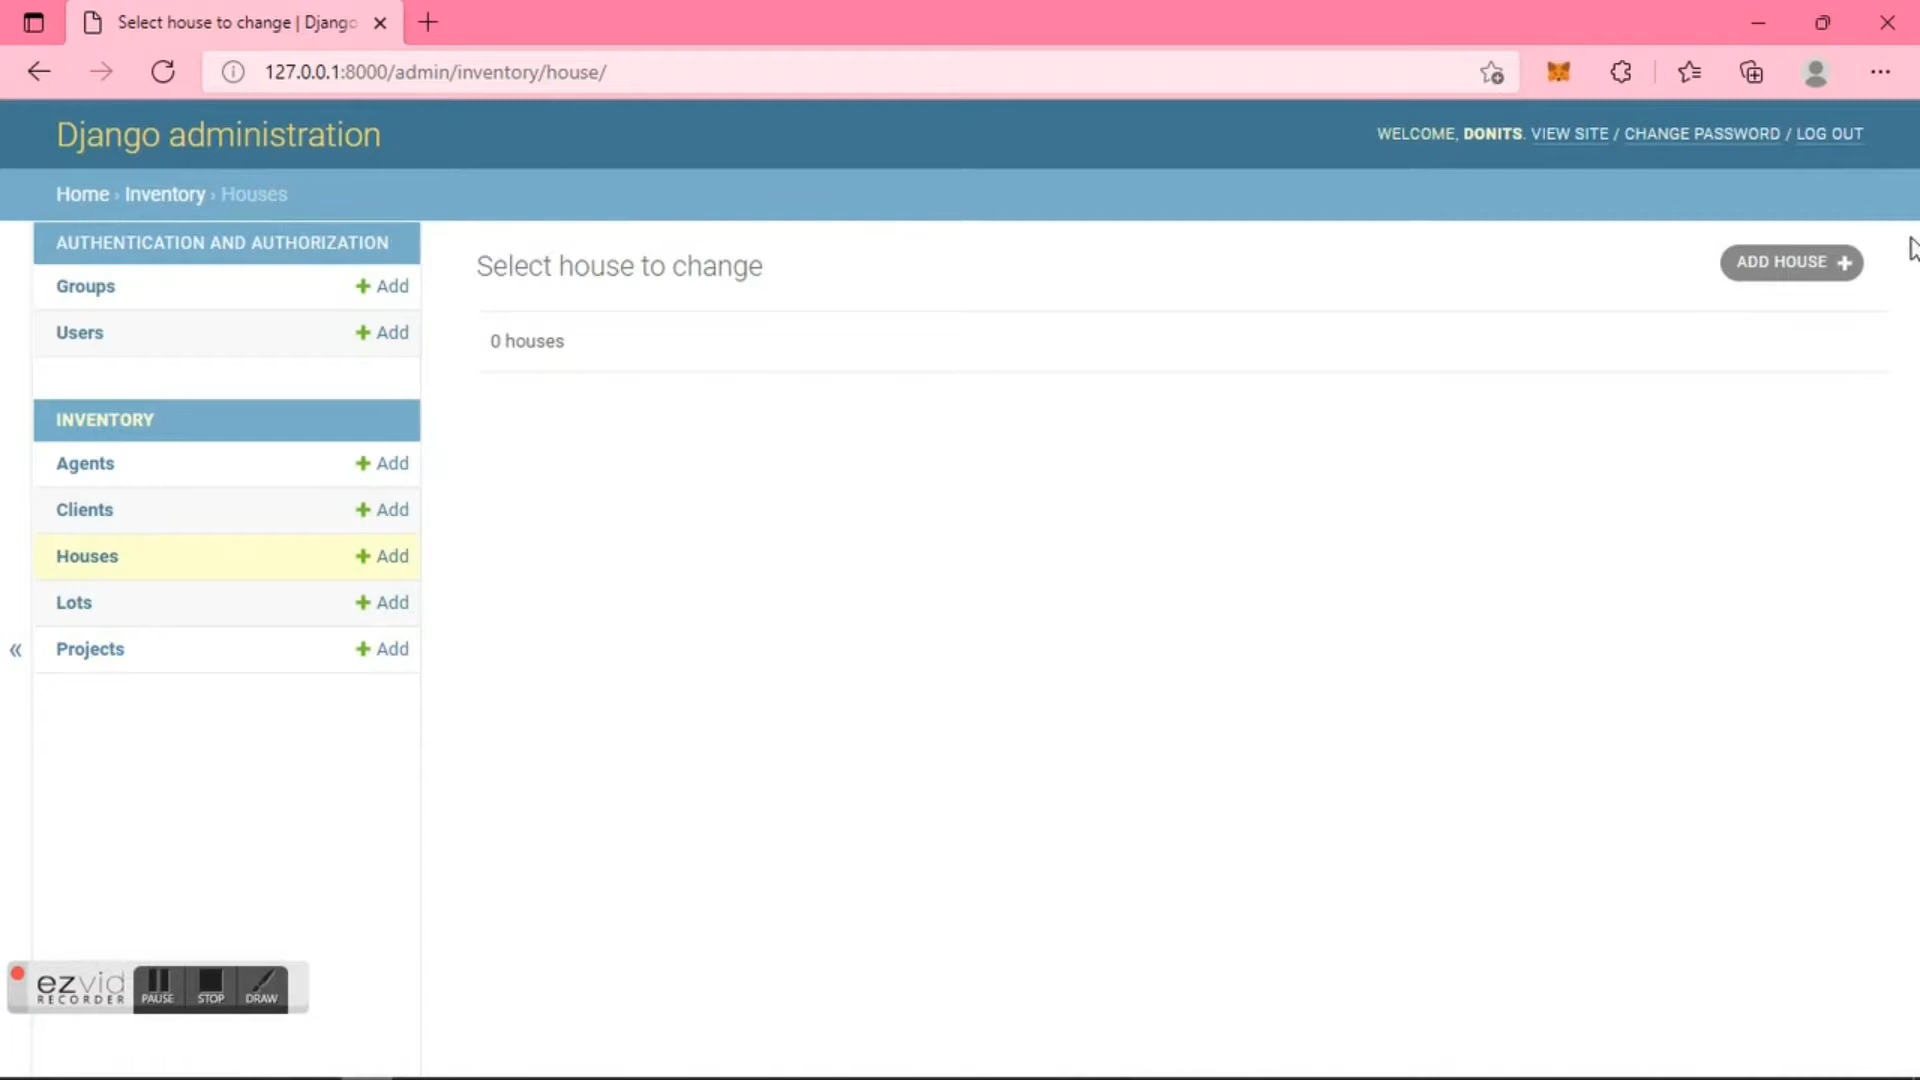 Select house to change | Django
127.0.0.1:8000/admin/inventory/house/
Django administration
WELCOME, DONITS. VIEW SITE / CHANGE PASSWORD / LOG OUT
Home › Inventory › Houses
AUTHENTICATION AND AUTHORIZATION
Groups + Add
Users + Add
INVENTORY
Agents + Add
Clients + Add
Houses + Add
Lots + Add
Projects + Add
«
Select house to change
ADD HOUSE +
0 houses
ezvid
RECORDER
PAUSE STOP DRAW